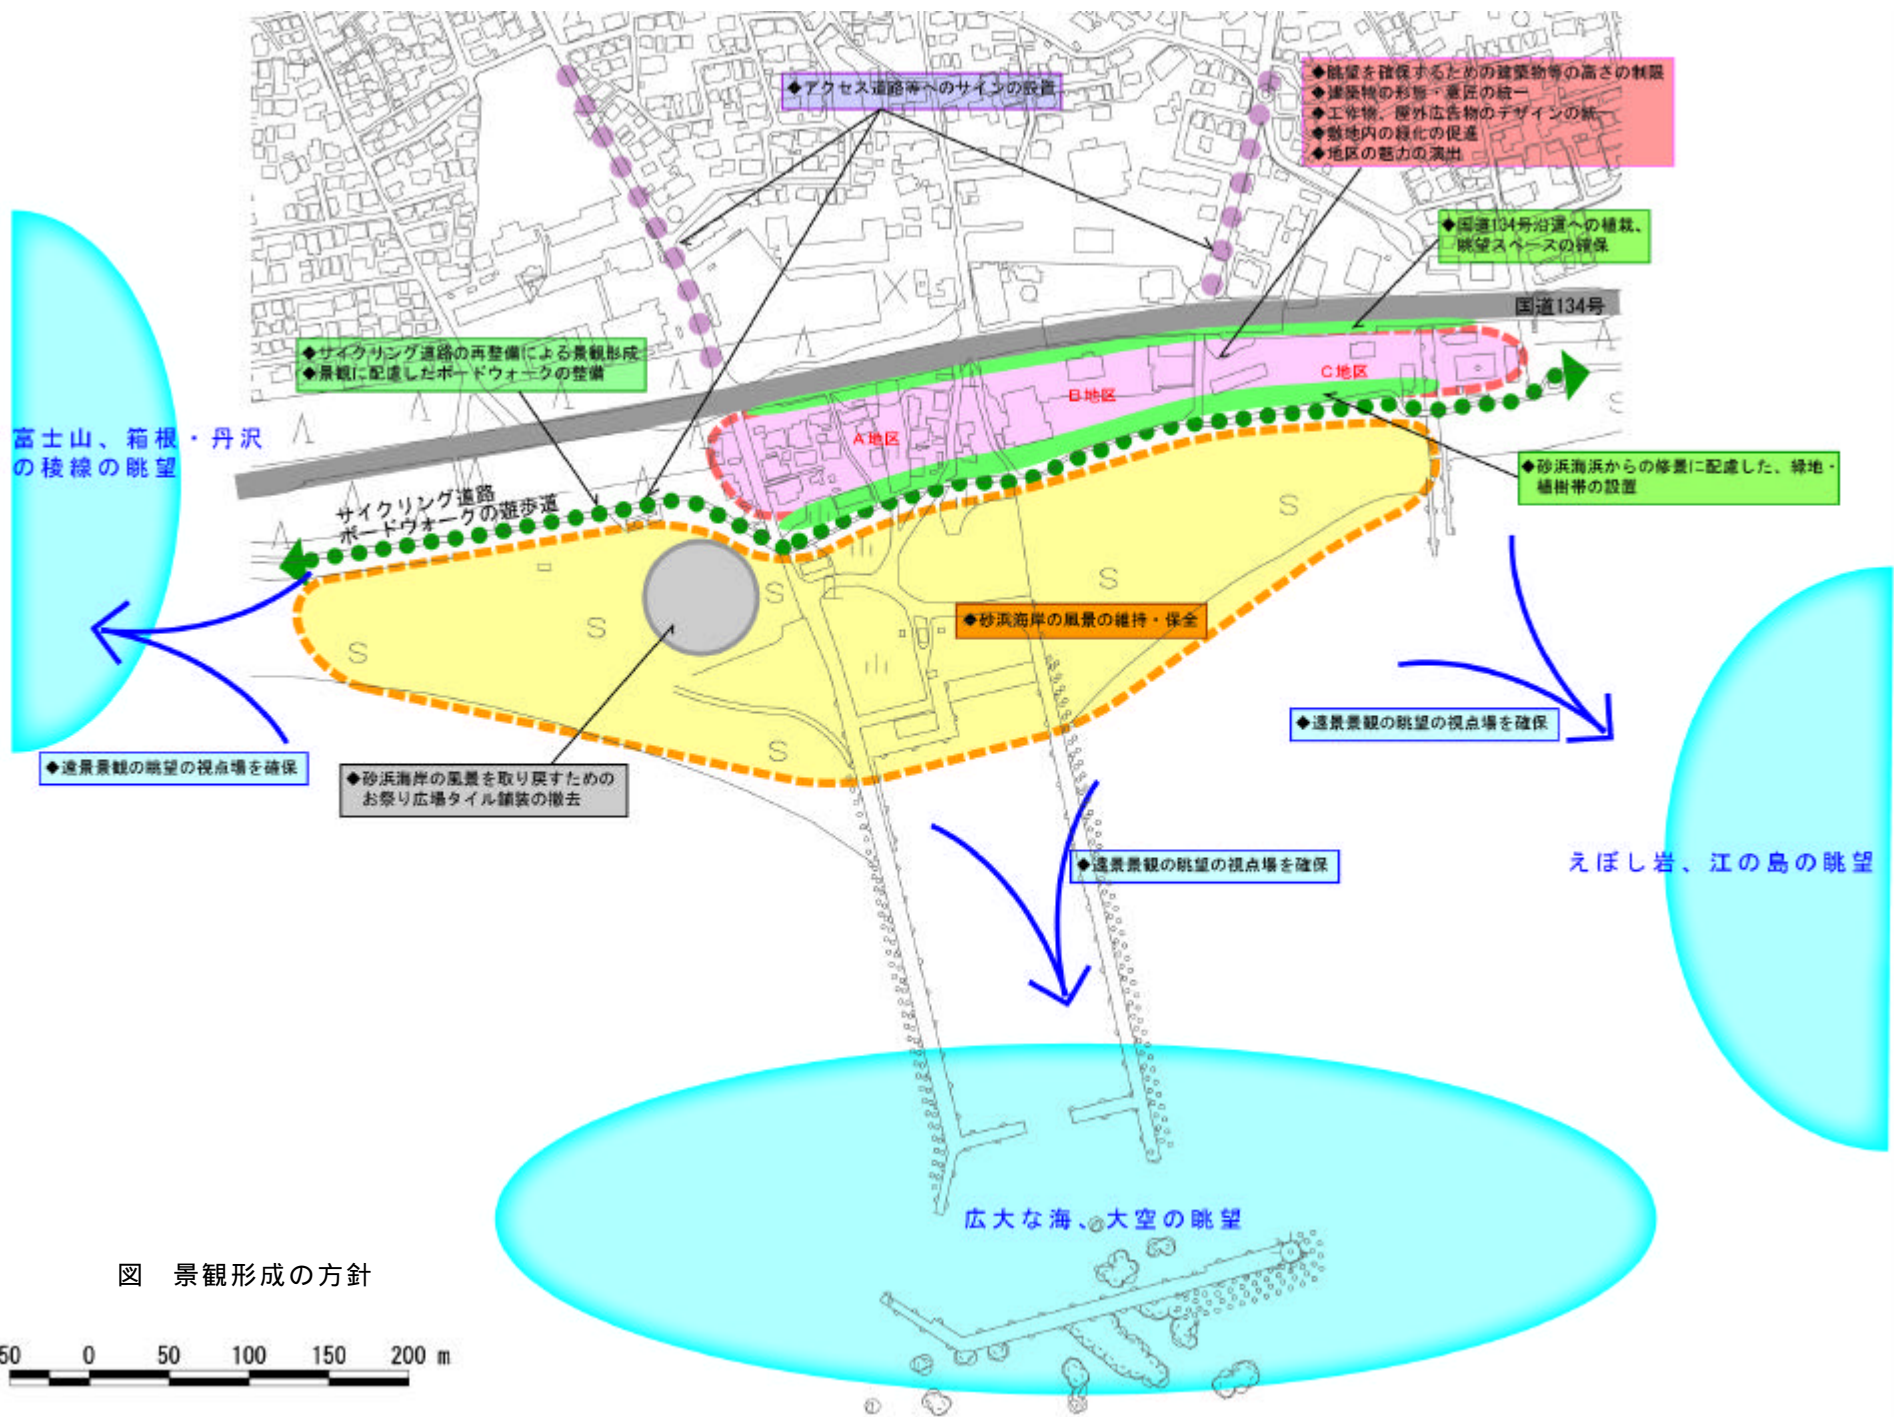 ◆アクセス道路等へのサインの設置
◆眺望を確保するための建築物等の高さの制限
◆建築物の形態・意匠の統一
◆工作物、屋外広告物のデザインの統一
◆敷地内の緑化の促進
◆地区の魅力の演出
◆国道134号沿道への植栽、
眺望スペースの確保
国道134号
◆サイクリング道路の再整備による景観形成
◆景観に配慮したボードウォークの整備
C地区
B地区
A地区
富士山、箱根・丹沢
の稜線の眺望
◆砂浜海浜からの修景に配慮した、緑地・
植樹帯の設置
サイクリング道路
ボードウォークの遊歩道
S
S
S
S
S
S
S
◆砂浜海岸の風景の維持・保全
◆遠景景観の眺望の視点場を確保
◆遠景景観の眺望の視点場を確保
◆砂浜海岸の風景を取り戻すための
お祭り広場タイル舗装の撤去
◆遠景景観の眺望の視点場を確保
えぼし岩、江の島の眺望
広大な海、大空の眺望
図　景観形成の方針
50 0 50 100 150 200 m